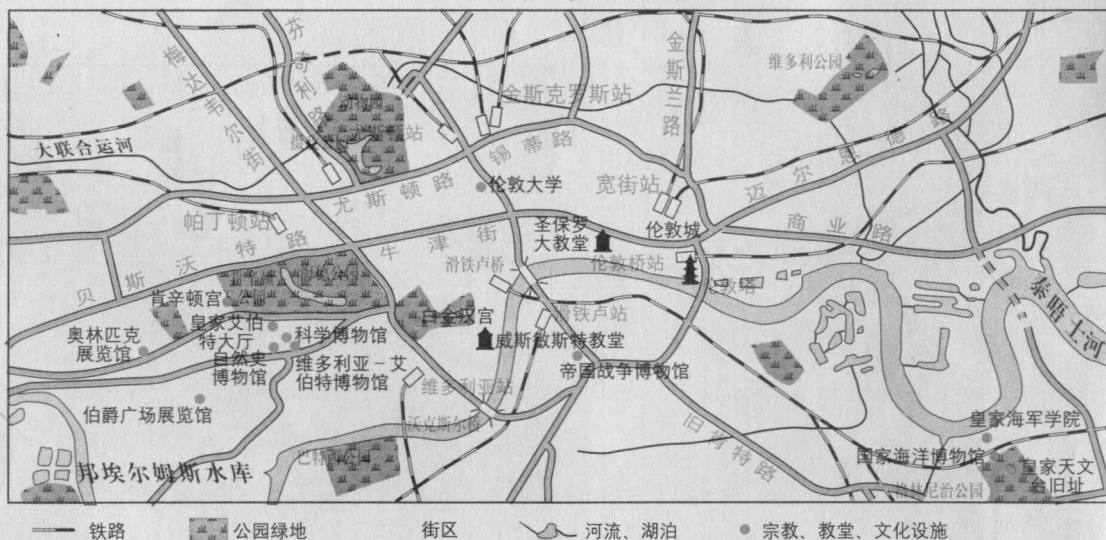 芬奇利路
梅达韦尔街
大联合运河
金斯克罗斯站
金斯兰路
维多利公园
锡蒂路
尤斯顿路
伦敦大学
宽街站
迈尔恩德路
帕丁顿站
圣保罗
大教堂
伦敦城
商业路
贝斯沃特路
牛津街
滑铁卢桥
伦敦桥站
伦敦塔
泰晤士河
肯辛顿宫
白金汉宫
滑铁卢站
奥林匹克
展览馆
皇家艾伯
特大厅
科学博物馆
威斯敏斯特教堂
自然史
博物馆
维多利亚－艾
伯特博物馆
维多利亚站
帝国战争博物馆
伯爵广场展览馆
沃克斯尔桥
旧肯特路
皇家海军学院
邦埃尔姆斯水库
国家海洋博物馆
皇家天文
台旧址
格林尼治公园
铁路
公园绿地
街区
河流、湖泊
宗教、教堂、文化设施